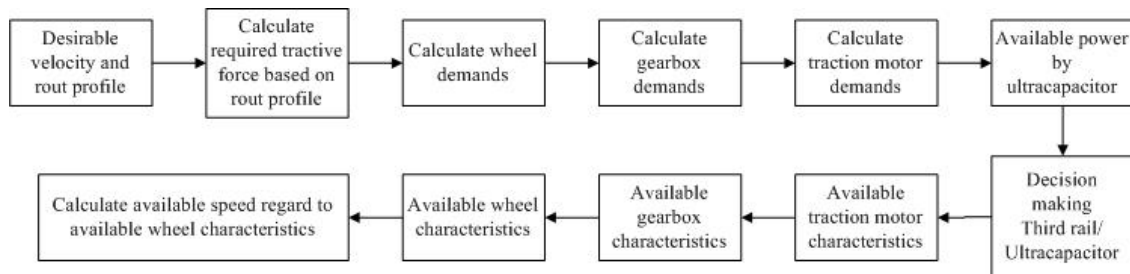 Desirable
velocity and
rout profile
Calculate
required tractive
force based on
rout profile
Calculate wheel
demands
Calculate
gearbox
demands
Calculate
traction motor
demands
Available power
by
ultracapacitor
Decision
making
Third rail/
Ultracapacitor
Available
traction motor
characteristics
Available
gearbox
characteristics
Available wheel
characteristics
Calculate available speed regard to
available wheel characteristics